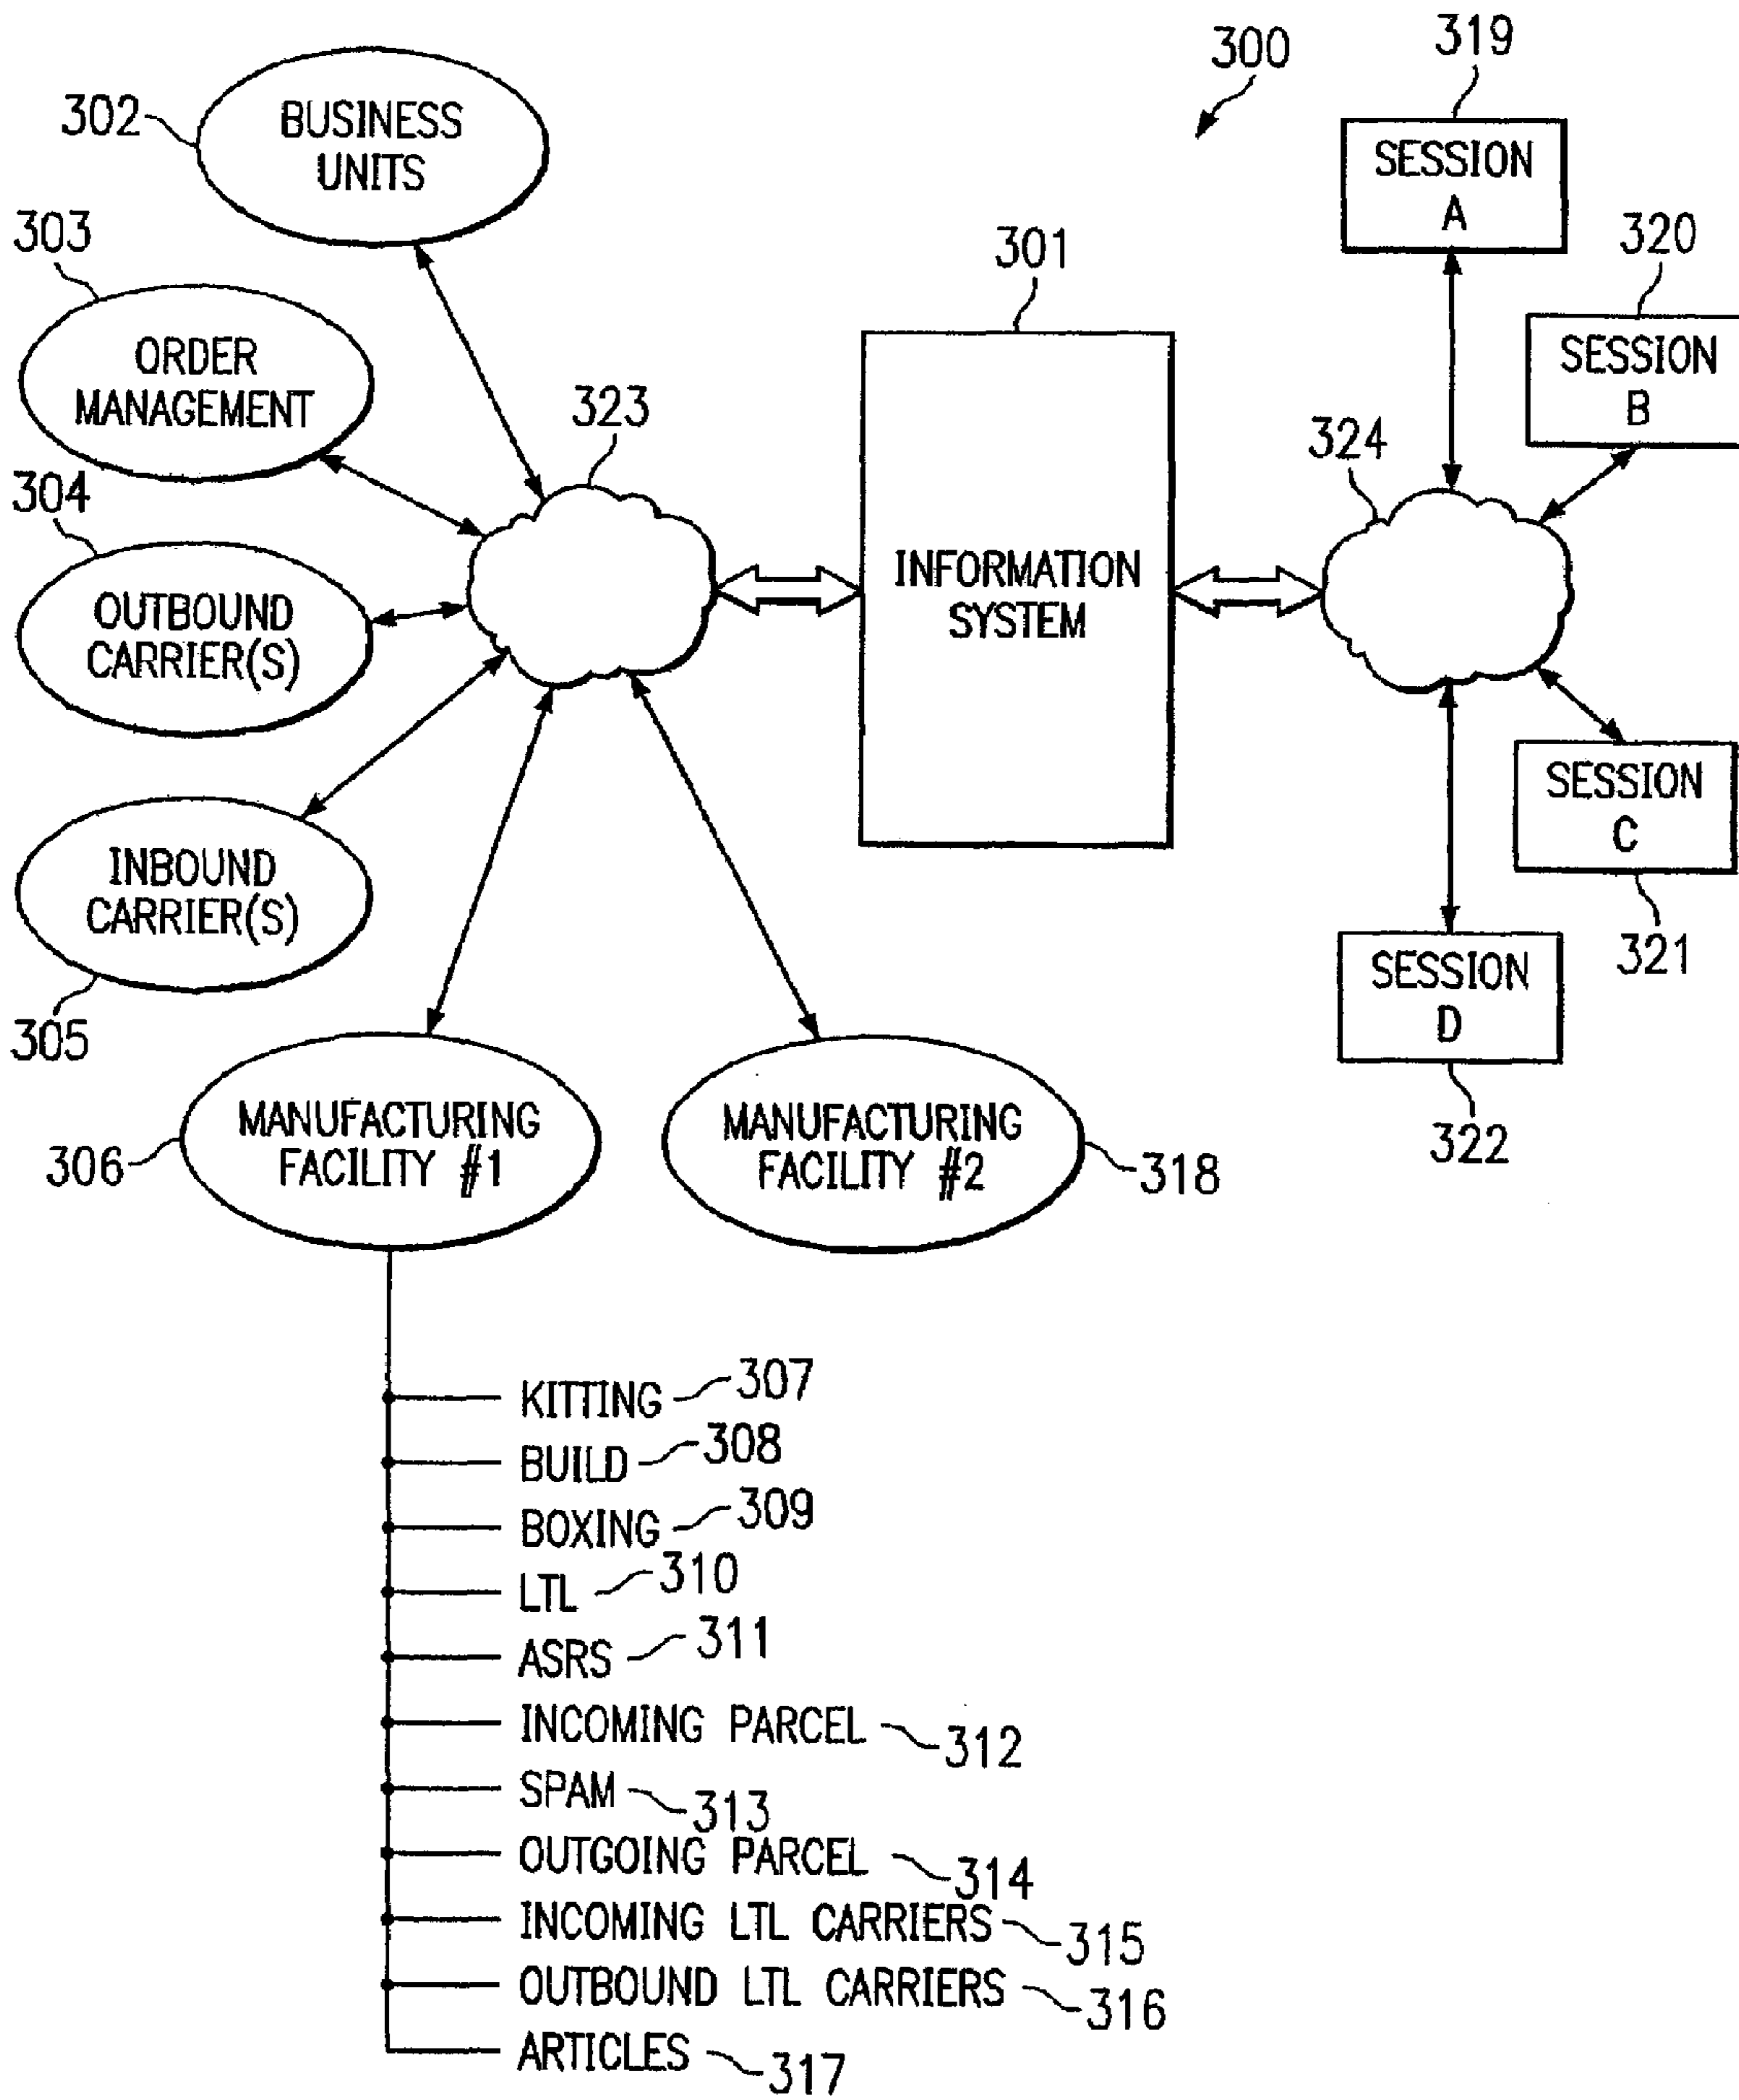 300
319
SESSION
A
302
BUSINESS
UNITS
303
ORDER
MANAGEMENT
320
SESSION
B
301
INFORMATION
SYSTEM
323
324
304
OUTBOUND
CARRIER(S)
INBOUND
CARRIER(S)
305
SESSION
C
321
SESSION
D
322
306
MANUFACTURING
FACILITY #1
MANUFACTURING
FACILITY #2
318
KITTING 307
BUILD 308
BOXING 309
LTL 310
ASRS 311
INCOMING PARCEL 312
SPAM 313
OUTGOING PARCEL 314
INCOMING LTL CARRIERS 315
OUTBOUND LTL CARRIERS 316
ARTICLES 317